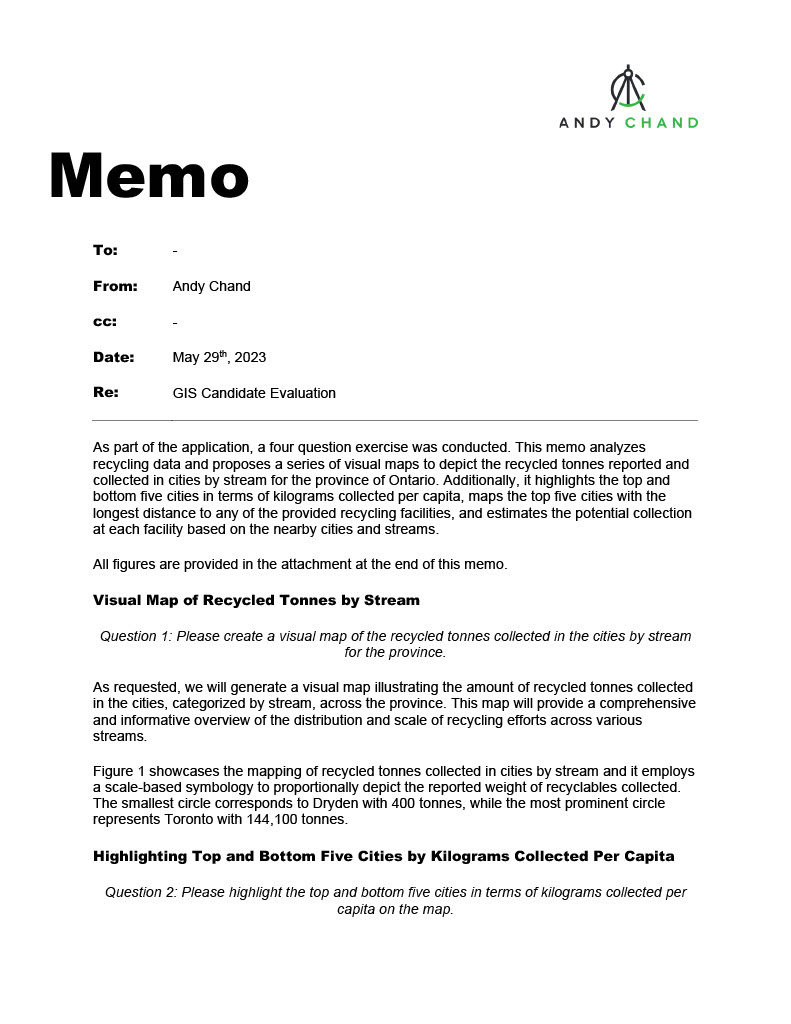 ANDY CHAND
Memo
To: -
From: Andy Chand
cc: -
Date: May 29th, 2023
Re: GIS Candidate Evaluation
As part of the application, a four question exercise was conducted. This memo analyzes
recycling data and proposes a series of visual maps to depict the recycled tonnes reported and
collected in cities by stream for the province of Ontario. Additionally, it highlights the top and
bottom five cities in terms of kilograms collected per capita, maps the top five cities with the
longest distance to any of the provided recycling facilities, and estimates the potential collection
at each facility based on the nearby cities and streams.
All figures are provided in the attachment at the end of this memo.
Visual Map of Recycled Tonnes by Stream
Question 1: Please create a visual map of the recycled tonnes collected in the cities by stream
for the province.
As requested, we will generate a visual map illustrating the amount of recycled tonnes collected
in the cities, categorized by stream, across the province. This map will provide a comprehensive
and informative overview of the distribution and scale of recycling efforts across various
streams.
Figure 1 showcases the mapping of recycled tonnes collected in cities by stream and it employs
a scale-based symbology to proportionally depict the reported weight of recyclables collected.
The smallest circle corresponds to Dryden with 400 tonnes, while the most prominent circle
represents Toronto with 144,100 tonnes.
Highlighting Top and Bottom Five Cities by Kilograms Collected Per Capita
Question 2: Please highlight the top and bottom five cities in terms of kilograms collected per
capita on the map.